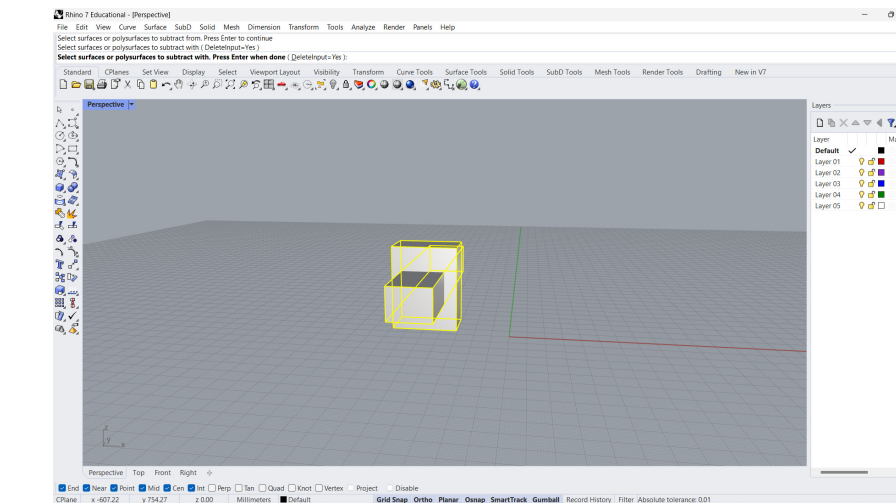 Rhino 7 Educational - [Perspective]
File Edit View Curve Surface SubD Solid Mesh Dimension Transform Tools Analyze Render Panels Help
Select surfaces or polysurfaces to subtract from. Press Enter to continue
Select surfaces or polysurfaces to subtract with ( DeleteInput=Yes )
Select surfaces or polysurfaces to subtract with. Press Enter when done ( DeleteInput=Yes ):
Standard CPlanes Set View Display Select Viewport Layout Visibility Transform Curve Tools Surface Tools Solid Tools SubD Tools Mesh Tools Render Tools Drafting New in V7
Perspective
Layers
Layer Ma
Default
Layer 01
Layer 02
Layer 03
Layer 04
Layer 05
z
y
x
Perspective Top Front Right
End Near Point Mid Cen Int Perp Tan Quad Knot Vertex Project Disable
CPlane x -607.22 y 754.27 z 0.00 Millimeters Default Grid Snap Ortho Planar Osnap SmartTrack Gumball Record History Filter Absolute tolerance: 0.01